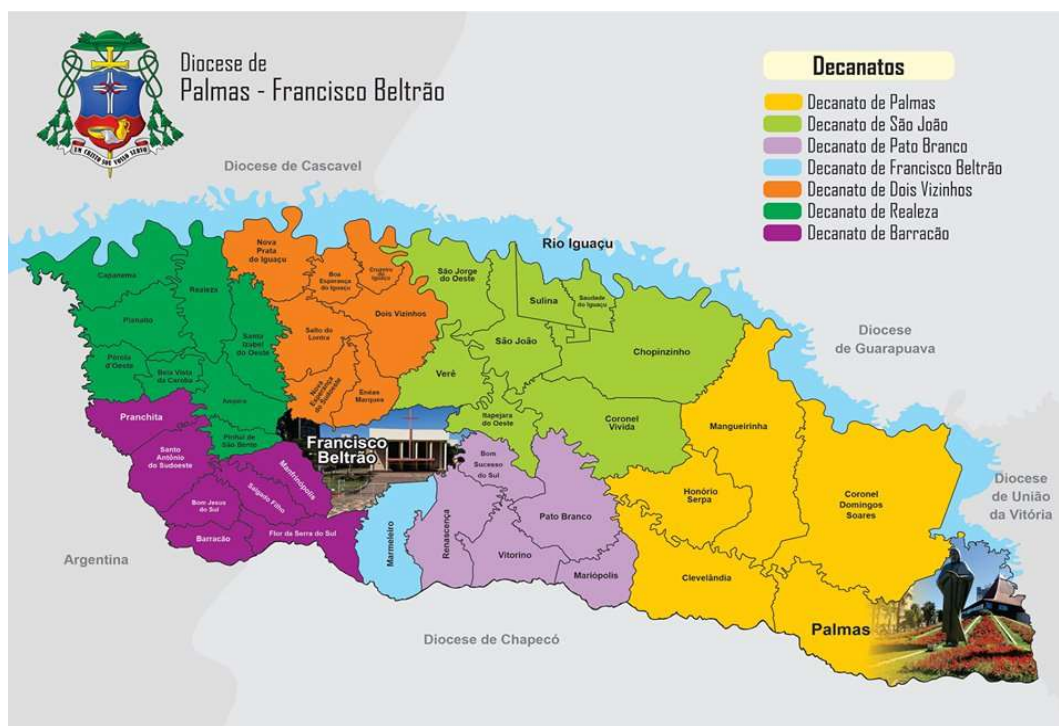 Diocese de
Palmas - Francisco Beltrão
EM CRISTO SOU VOSSO SERVO
Decanatos
Decanato de Palmas
Decanato de São João
Decanato de Pato Branco
Decanato de Francisco Beltrão
Decanato de Dois Vizinhos
Decanato de Realeza
Decanato de Barracão
Diocese de Cascavel
Rio Iguaçu
Diocese
de Guarapuava
Diocese
de União
da Vitória
Diocese de Chapecó
Argentina
Capanema
Realeza
Planalto
Santa
Izabel
do Oeste
Pérola
d'Oeste
Bela Vista
da Caroba
Ampére
Pinhal de
São Bento
Nova
Prata
do Iguaçu
Boa
Esperança
do Iguaçu
Cruzeiro
do Iguaçu
Dois Vizinhos
Salto do
Lontra
Nova
Esperança
do Sudoeste
Enéas
Marques
São Jorge
do Oeste
Sulina
Saudade
do Iguaçu
São João
Chopinzinho
Verê
Itapejara
do Oeste
Coronel
Vivida
Pranchita
Santo
Antônio
do Sudoeste
Manfrinópolis
Salgado Filho
Bom Jesus
do Sul
Barracão
Flor da Serra do Sul
Francisco
Beltrão
Marmeleiro
Renascença
Bom
Sucesso
do Sul
Pato Branco
Vitorino
Mariópolis
Mangueirinha
Honório
Serpa
Coronel
Domingos
Soares
Clevelândia
Palmas